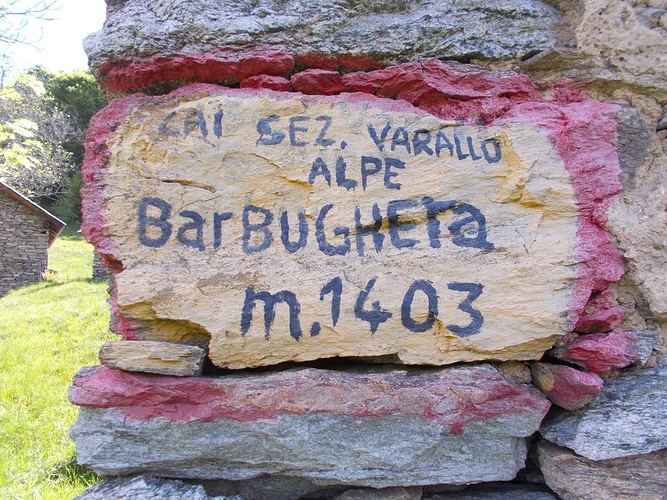 CAI SEZ. VARALLO
ALPE
BarBUGHEra
m.1403